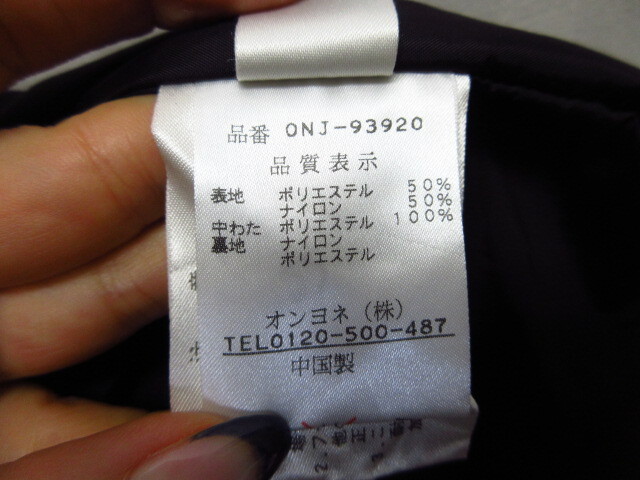 品番 ONJ-93920
品質表示
表地 ポリエステル 50%
ナイロン 50%
中わた ポリエステル 100%
裏地 ナイロン
ポリエステル
オンヨネ(株)
TEL0120-500-487
中国製